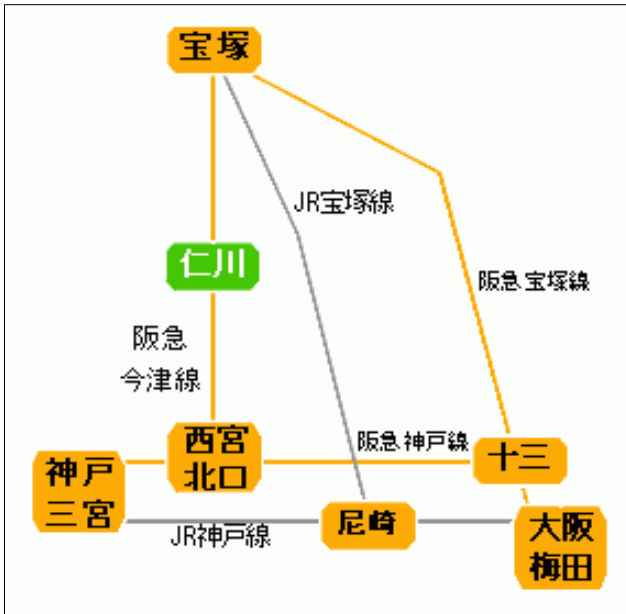 宝塚
JR宝塚線
仁川
阪急宝塚線
阪急
今津線
西宮
北口
阪急神戸線
十三
神戸
三宮
JR神戸線
尼崎
大阪
梅田